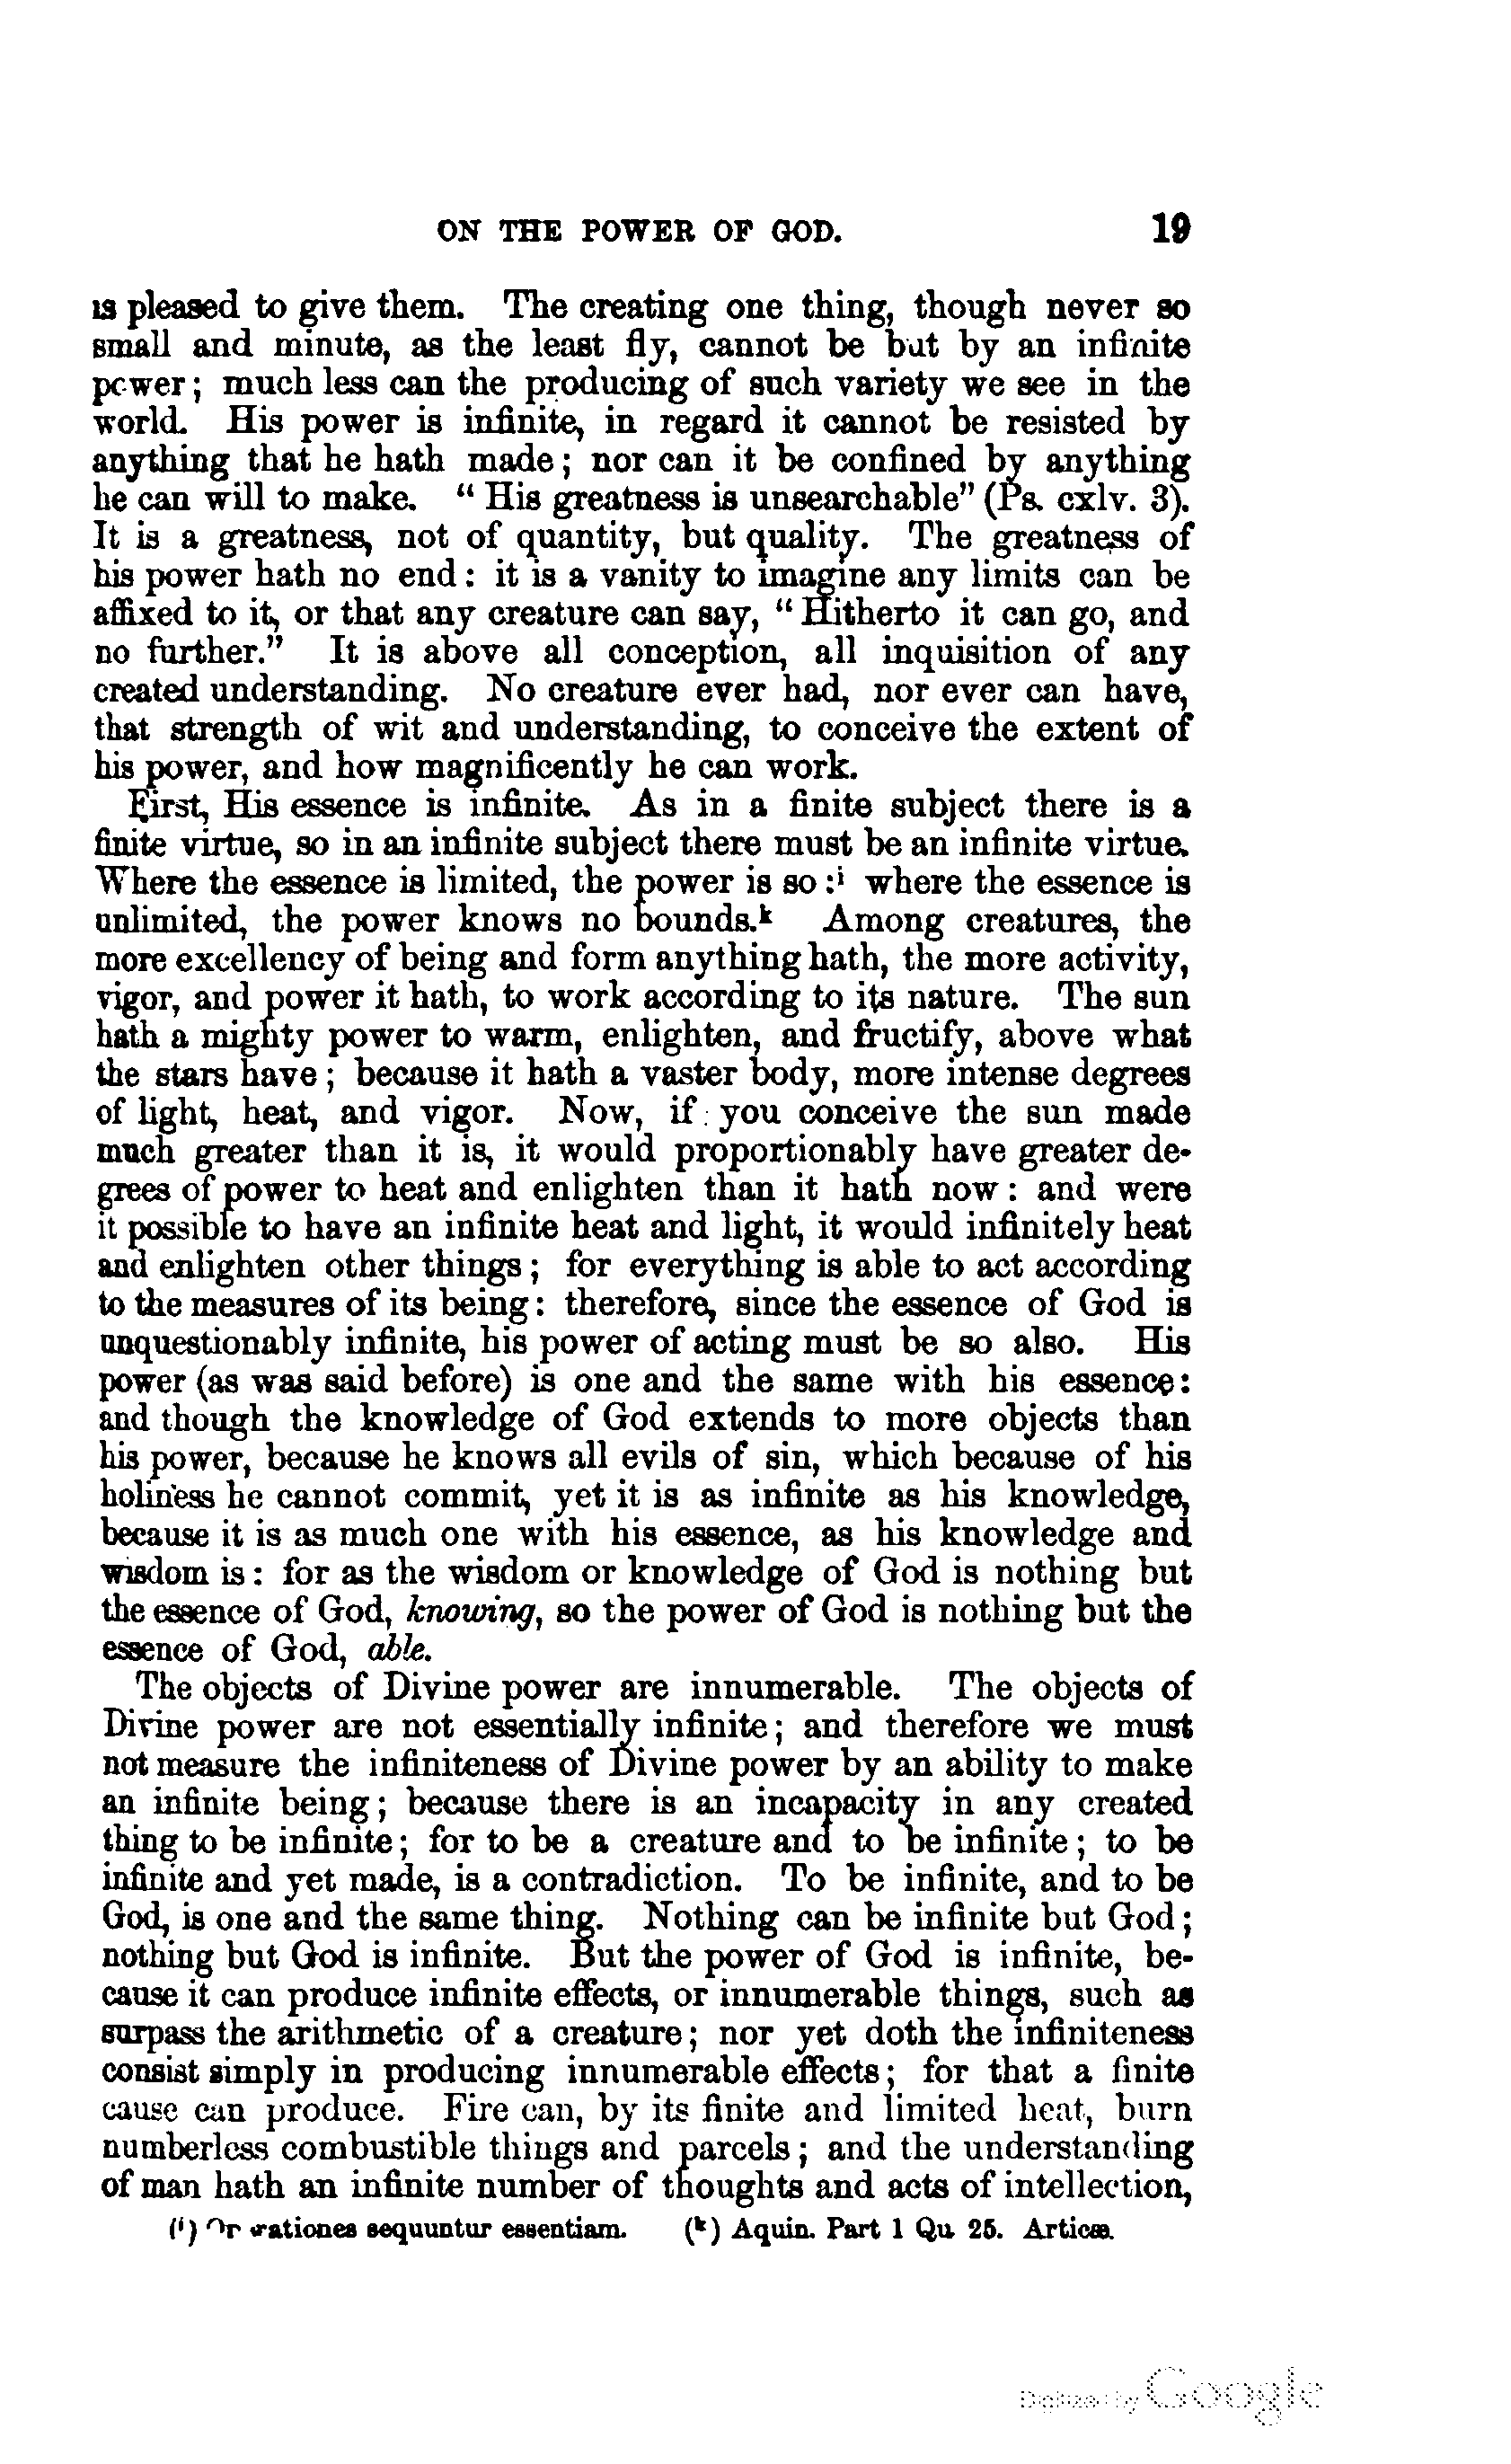 ON THE POWER OF GOD. 19
is pleased to give them. The creating one thing, though never so
small and minute, as the least fly, cannot be but by an infinite
power; much less can the producing of such variety we see in the
world. His power is infinite, in regard it cannot be resisted by
anything that he hath made; nor can it be confined by anything
he can will to make. “His greatness is unsearchable” (Ps. cxlv. 3).
It is a greatness, not of quantity, but quality. The greatness of
his power hath no end: it is a vanity to imagine any limits can be
affixed to it, or that any creature can say, “Hitherto it can go, and
no further.” It is above all conception, all inquisition of any
created understanding. No creature ever had, nor ever can have,
that strength of wit and understanding, to conceive the extent of
his power, and how magnificently he can work.
First, His essence is infinite. As in a finite subject there is a
finite virtue, so in an infinite subject there must be an infinite virtue.
Where the essence is limited, the power is so:ⁱ where the essence is
unlimited, the power knows no bounds.ᵏ Among creatures, the
more excellency of being and form anything hath, the more activity,
vigor, and power it hath, to work according to its nature. The sun
hath a mighty power to warm, enlighten, and fructify, above what
the stars have; because it hath a vaster body, more intense degrees
of light, heat, and vigor. Now, if you conceive the sun made
much greater than it is, it would proportionably have greater de-
grees of power to heat and enlighten than it hath now: and were
it possible to have an infinite heat and light, it would infinitely heat
and enlighten other things; for everything is able to act according
to the measures of its being: therefore, since the essence of God is
unquestionably infinite, his power of acting must be so also. His
power (as was said before) is one and the same with his essence:
and though the knowledge of God extends to more objects than
his power, because he knows all evils of sin, which because of his
holiness he cannot commit, yet it is as infinite as his knowledge,
because it is as much one with his essence, as his knowledge and
wisdom is: for as the wisdom or knowledge of God is nothing but
the essence of God, knowing, so the power of God is nothing but the
essence of God, able.
The objects of Divine power are innumerable. The objects of
Divine power are not essentially infinite; and therefore we must
not measure the infiniteness of Divine power by an ability to make
an infinite being; because there is an incapacity in any created
thing to be infinite; for to be a creature and to be infinite; to be
infinite and yet made, is a contradiction. To be infinite, and to be
God, is one and the same thing. Nothing can be infinite but God;
nothing but God is infinite. But the power of God is infinite, be-
cause it can produce infinite effects, or innumerable things, such as
surpass the arithmetic of a creature; nor yet doth the infiniteness
consist simply in producing innumerable effects; for that a finite
cause can produce. Fire can, by its finite and limited heat, burn
numberless combustible things and parcels; and the understanding
of man hath an infinite number of thoughts and acts of intellection,
(ⁱ) sequuntur essentiam. (ᵏ) Aquin. Part 1 Qu. 25.
Digitized by Google